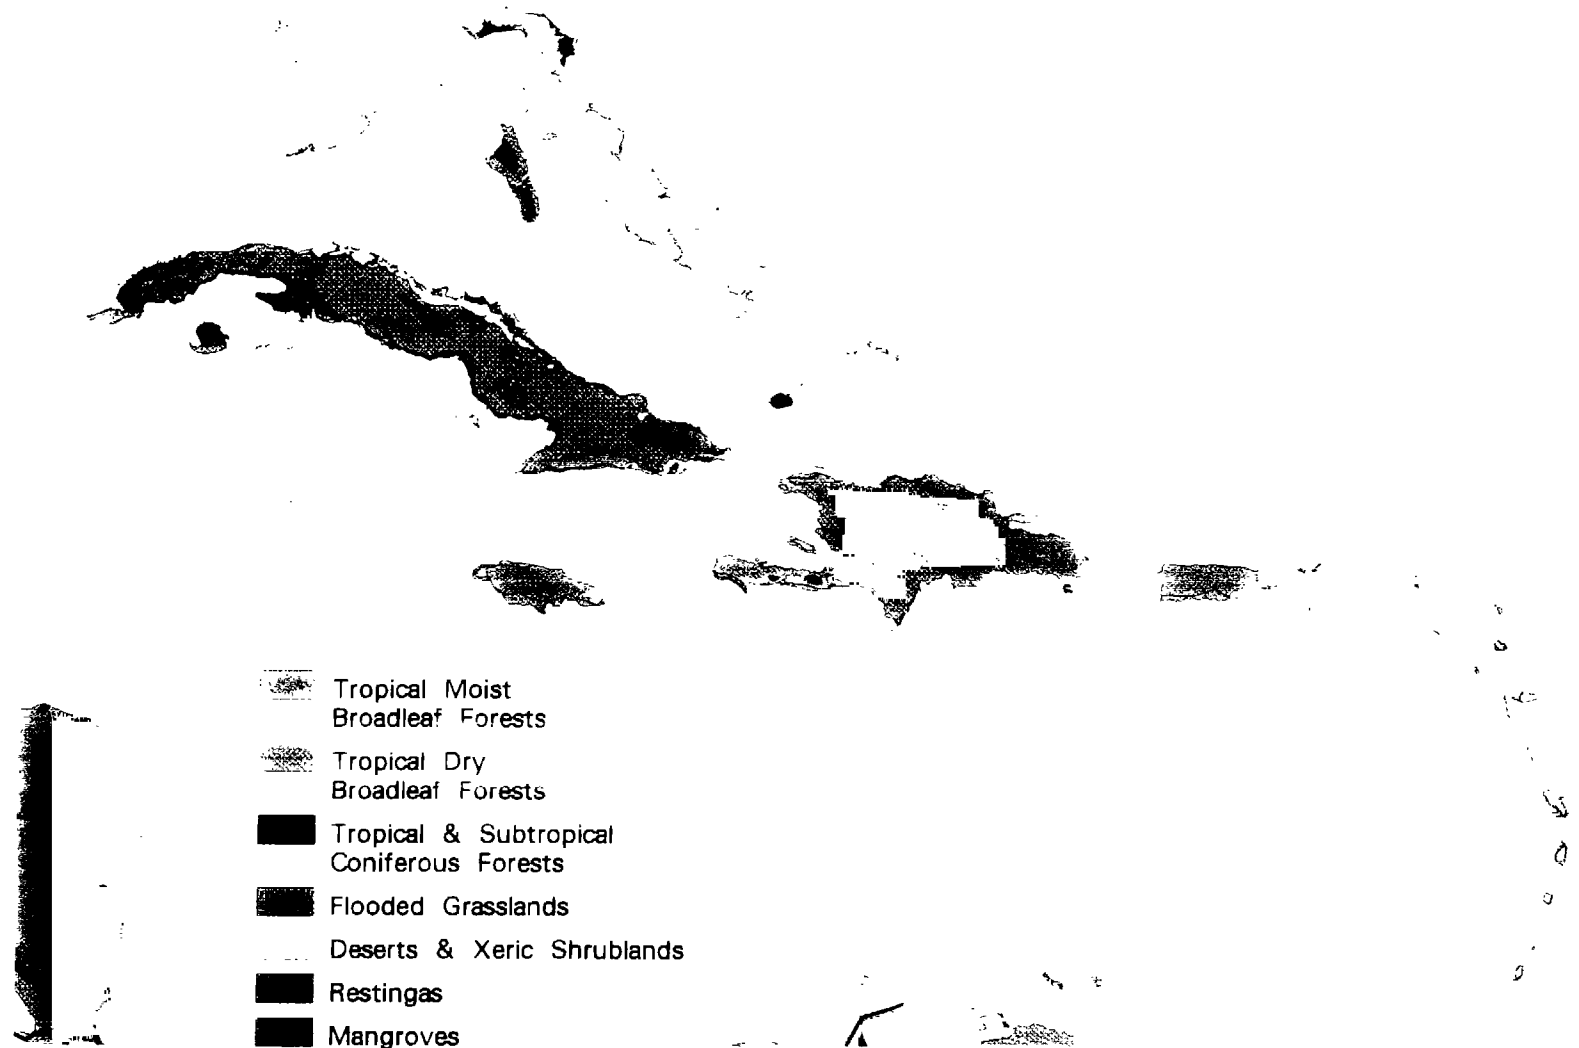 Tropical Moist
Broadleaf Forests
Tropical Dry
Broadleaf Forests
Tropical & Subtropical
Coniferous Forests
Flooded Grasslands
Deserts & Xeric Shrublands
Restingas
Mangroves